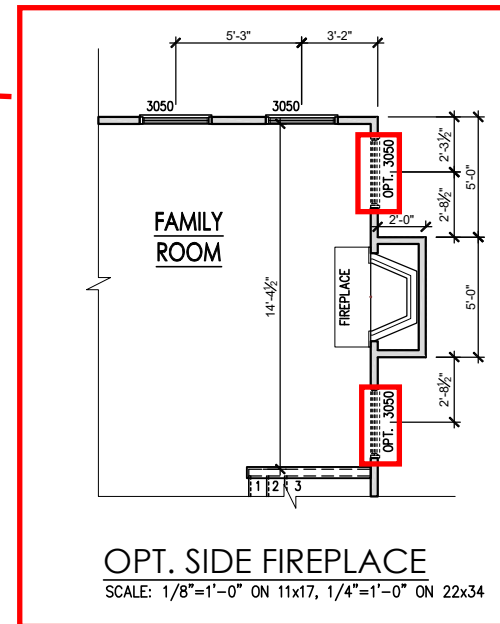 5'-3"
3'-2"
3050
3050
2'-3½"
OPT. 3050
5'-0"
2'-8½"
FAMILY
ROOM
2'-0"
14'-4½"
FIREPLACE
5'-0"
2'-8½"
OPT. 3050
1 2 3
OPT. SIDE FIREPLACE
SCALE: 1/8"=1'-0" ON 11x17, 1/4"=1'-0" ON 22x34